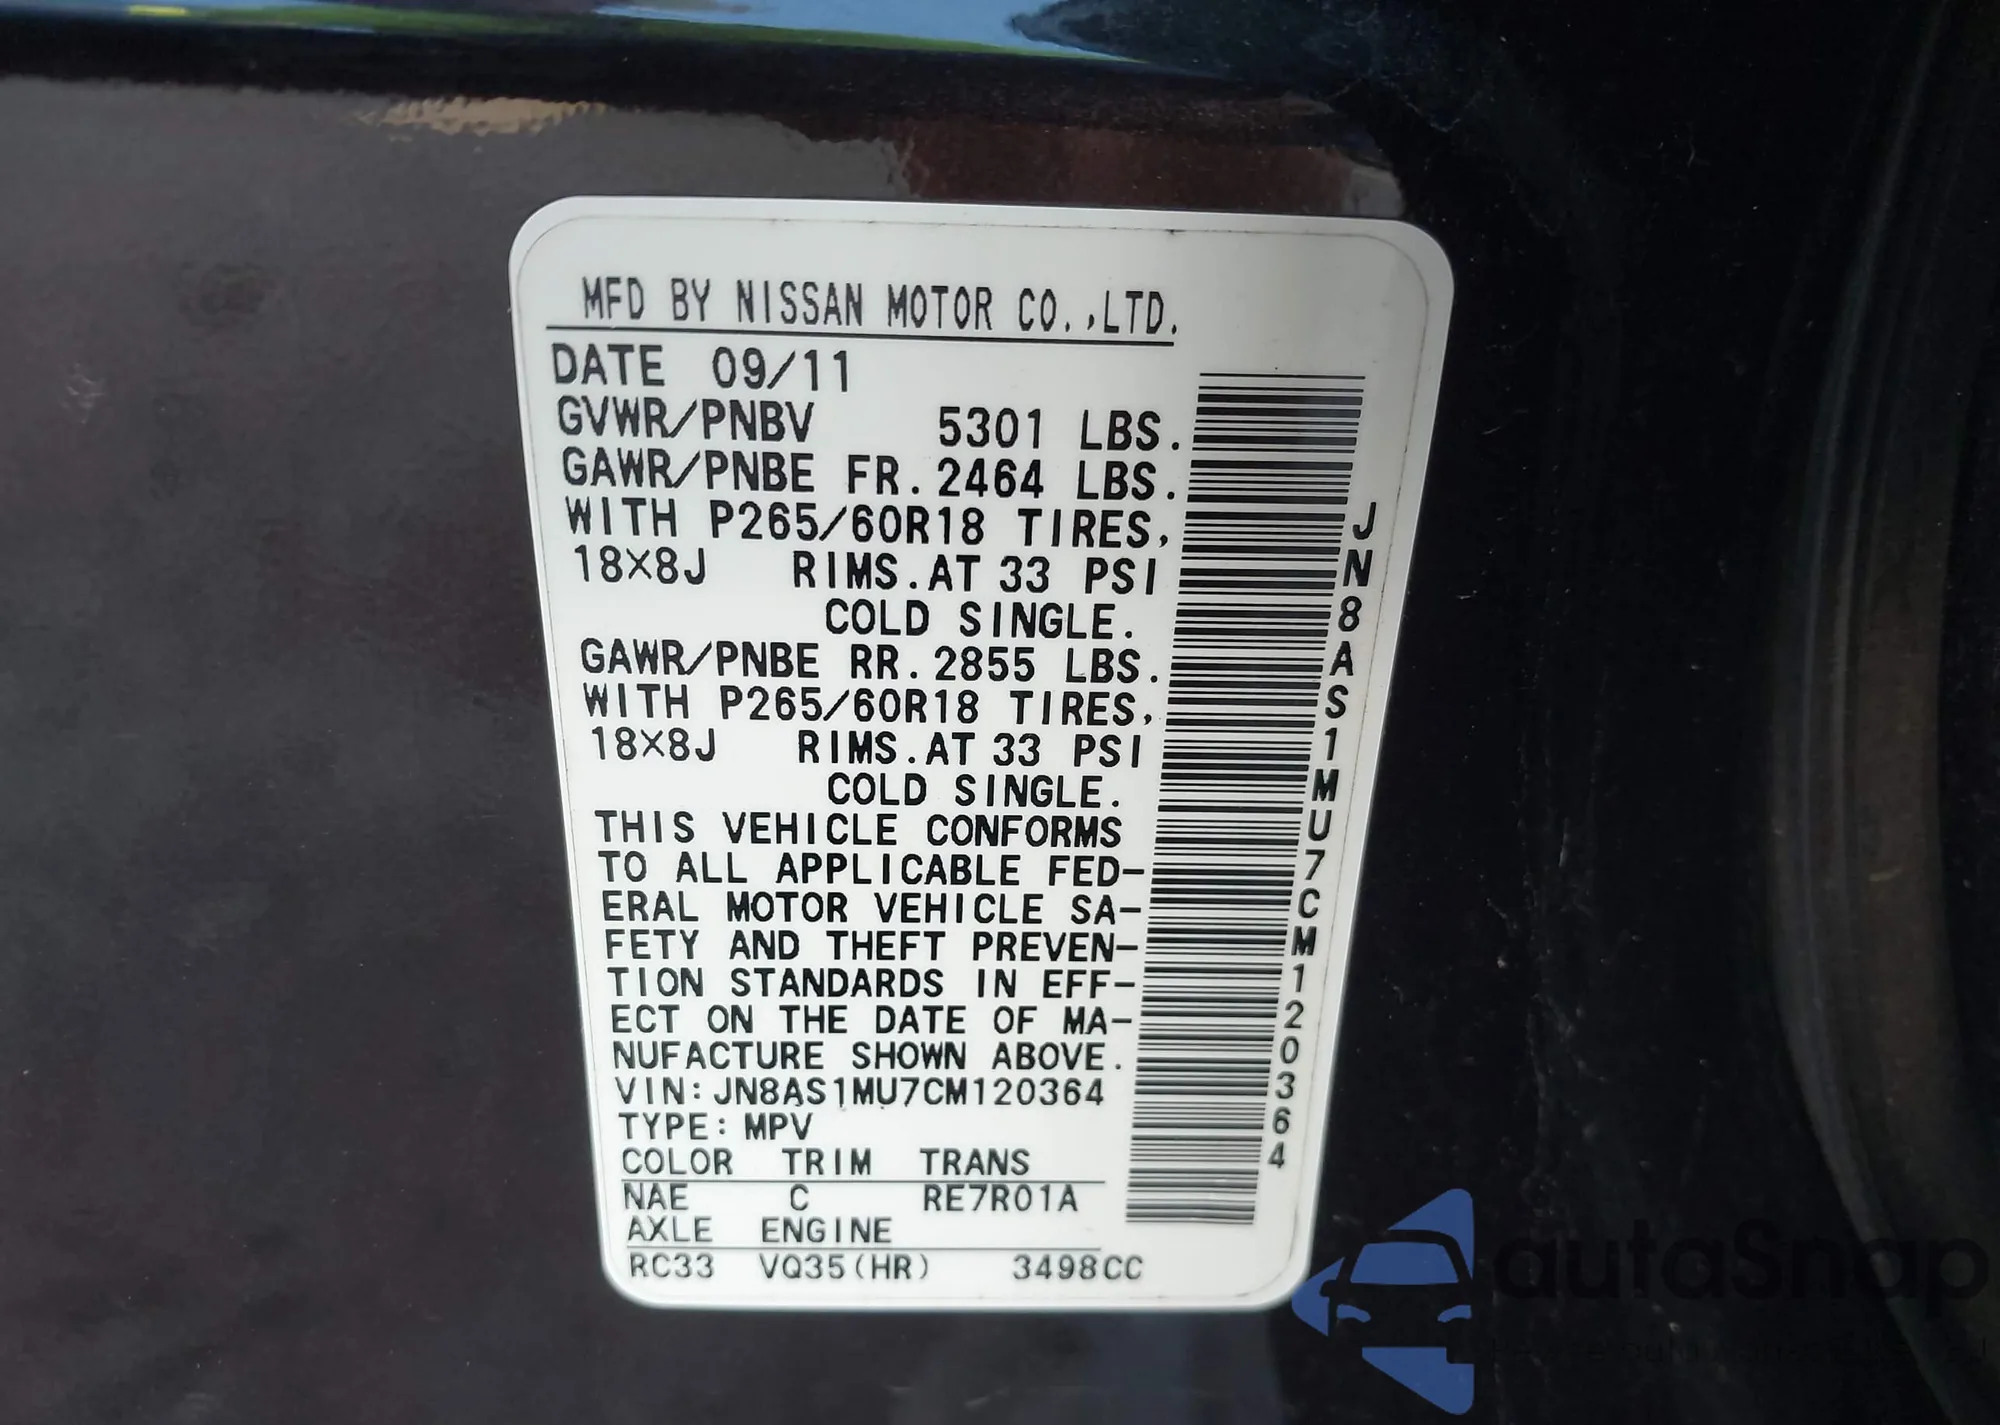 MFD BY NISSAN MOTOR CO.,LTD.
DATE 09/11
GVWR/PNBV 5301 LBS.
GAWR/PNBE FR. 2464 LBS.
WITH P265/60R18 TIRES,
18X8J RIMS.AT 33 PSI
COLD SINGLE.
GAWR/PNBE RR. 2855 LBS.
WITH P265/60R18 TIRES,
18X8J RIMS.AT 33 PSI
COLD SINGLE.
THIS VEHICLE CONFORMS
TO ALL APPLICABLE FED-
ERAL MOTOR VEHICLE SA-
FETY AND THEFT PREVEN-
TION STANDARDS IN EFF-
ECT ON THE DATE OF MA-
NUFACTURE SHOWN ABOVE.
VIN:JN8AS1MU7CM120364
TYPE:MPV
COLOR TRIM TRANS
NAE C RE7R01A
AXLE ENGINE
RC33 VQ35(HR) 3498CC
JN8AS1MU7CM120364
autaSnap